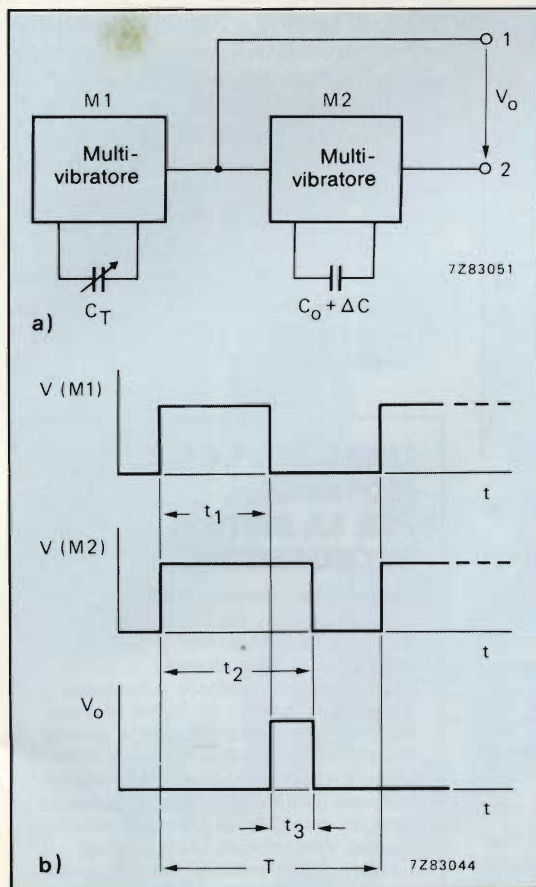 1
M1
M2
V₀
Multi-
vibratore
Multi-
vibratore
2
7Z83051
C_T
C₀ + ΔC
a)
V (M1)
t
t₁
V (M2)
t
t₂
V₀
t
t₃
b)
T
7Z83044